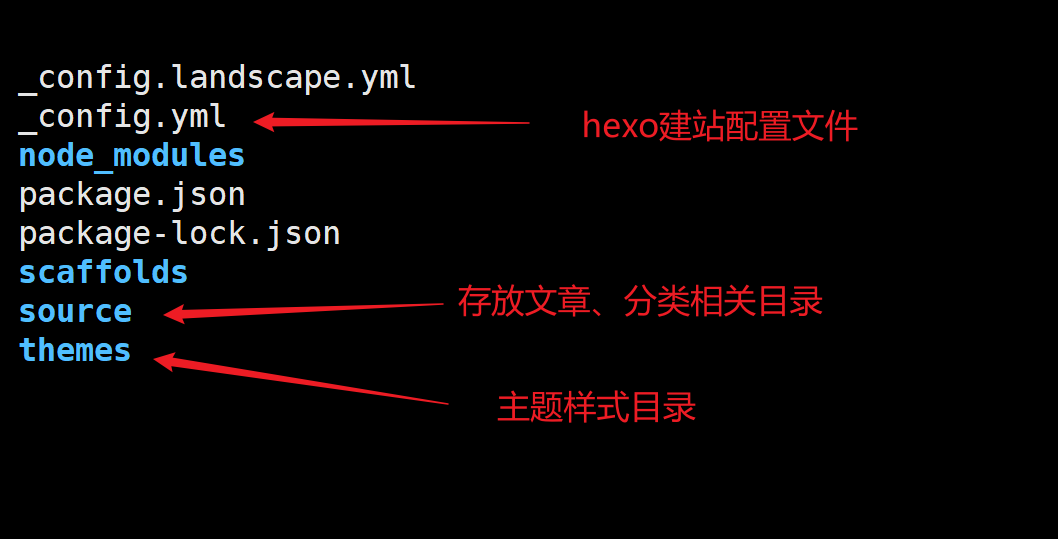 _config.landscape.yml
_config.yml
hexo建站配置文件
node_modules
package.json
package-lock.json
scaffolds
source
存放文章、分类相关目录
themes
主题样式目录